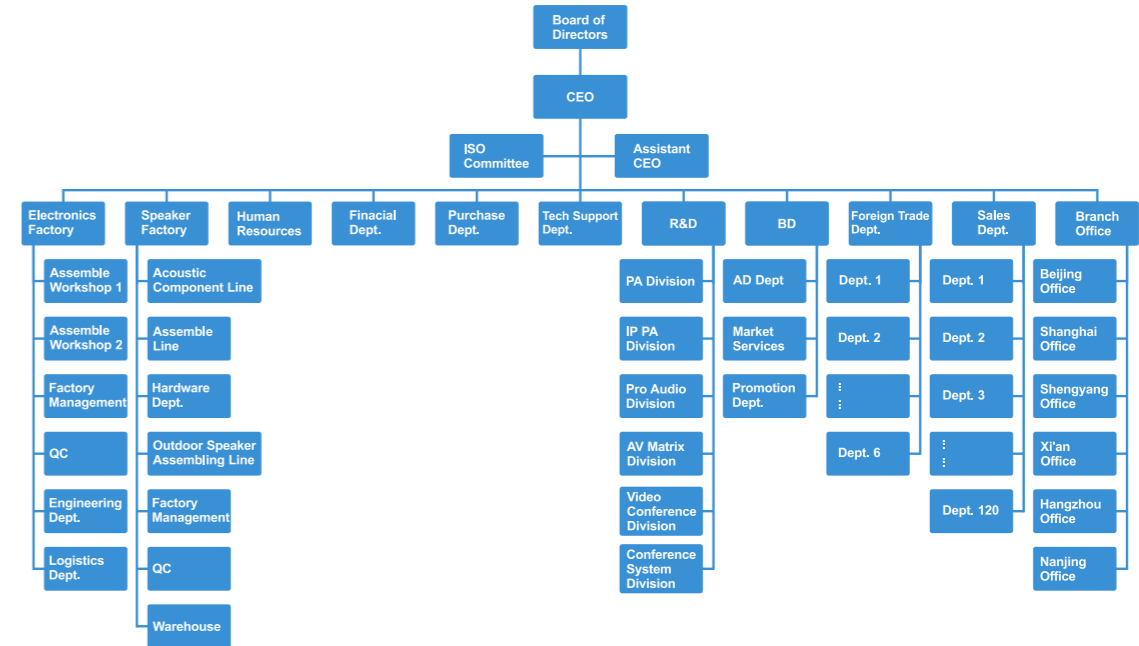 Board of
Directors
CEO
ISO
Committee
Assistant
CEO
Electronics
Factory
Speaker
Factory
Human
Resources
Finacial
Dept.
Purchase
Dept.
Tech Support
Dept.
R&D
BD
Foreign Trade
Dept.
Sales
Dept.
Branch
Office
Assemble
Workshop 1
Assemble
Workshop 2
Factory
Management
QC
Engineering
Dept.
Logistics
Dept.
Acoustic
Component Line
Assemble
Line
Hardware
Dept.
Outdoor Speaker
Assembling Line
Factory
Management
QC
Warehouse
PA Division
IP PA
Division
Pro Audio
Division
AV Matrix
Division
Video
Conference
Division
Conference
System
Division
AD Dept
Market
Services
Promotion
Dept.
Dept. 1
Dept. 2
⋮
⋮
Dept. 6
Dept. 1
Dept. 2
Dept. 3
⋮
⋮
Dept. 120
Beijing
Office
Shanghai
Office
Shengyang
Office
Xi'an
Office
Hangzhou
Office
Nanjing
Office